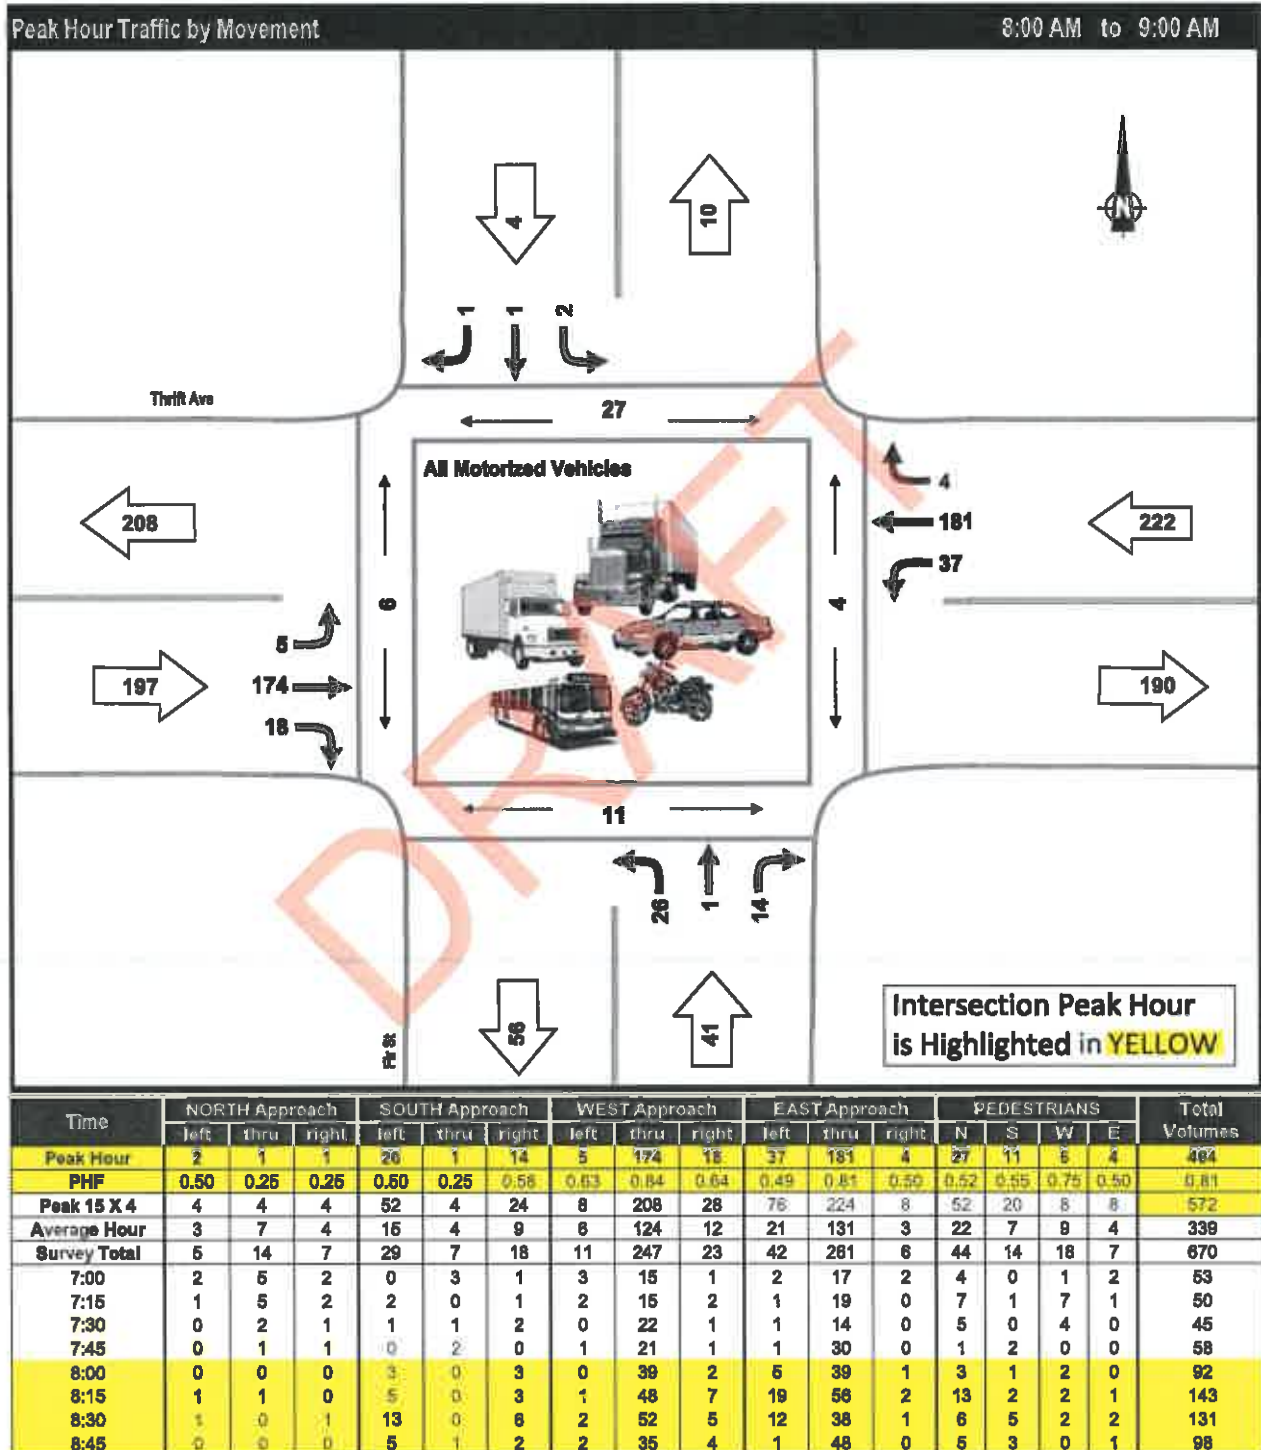 Peak Hour Traffic by Movement 8:00 AM to 9:00 AM
4
10
N
1 1 2
Thrift Ave
27
All Motorized Vehicles
4
208
181
222
37
6
4
5
197
174
190
18
11
26 1 14
DRAFT
First
56
41
Intersection Peak Hour
is Highlighted in YELLOW
Time NORTH Approach SOUTH Approach WEST Approach EAST Approach PEDESTRIANS Total
left thru right left thru right left thru right left thru right N S W E Volumes
Peak Hour 2 1 1 26 1 14 5 174 18 37 181 4 27 11 6 4 464
PHF 0.50 0.25 0.25 0.50 0.25 0.58 0.63 0.84 0.64 0.49 0.81 0.50 0.52 0.55 0.75 0.50 0.81
Peak 15 X 4 4 4 4 52 4 24 8 208 28 76 224 8 52 20 8 8 572
Average Hour 3 7 4 15 4 9 6 124 12 21 131 3 22 7 9 4 339
Survey Total 5 14 7 29 7 18 11 247 23 42 261 6 44 14 18 7 670
7:00 2 5 2 0 3 1 3 15 1 2 17 2 4 0 1 2 53
7:15 1 5 2 2 0 1 2 15 2 1 19 0 7 1 7 1 50
7:30 0 2 1 1 1 2 0 22 1 1 14 0 5 0 4 0 45
7:45 0 1 1 0 2 0 1 21 1 1 30 0 1 2 0 0 58
8:00 0 0 0 3 0 3 0 39 2 5 39 1 3 1 2 0 92
8:15 1 1 0 5 0 3 1 48 7 19 56 2 13 2 2 1 143
8:30 1 0 1 13 0 6 2 52 5 12 38 1 6 5 2 2 131
8:45 0 0 0 5 1 2 2 35 4 1 48 0 5 3 0 1 98